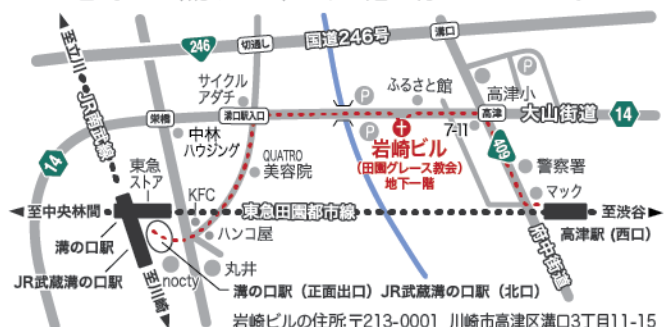 至立川
JR南武線
246
切通し
国道246号
溝口
P
サイクル
アダチ
P
ふるさと館
高津小
栄橋
溝口駅入口
高津
大山街道
14
中林
ハウジング
P
7-11
14
岩崎ビル
(田園グレース教会)
地下一階
409
QUATRO
美容院
東急
ストア
警察署
KFC
マック
至中央林間
東急田園都市線
至渋谷
溝の口駅
ハンコ屋
高津駅 (西口)
府中街道
JR武蔵溝の口駅
至川崎
nocty
丸井
溝の口駅（正面出口）JR武蔵溝の口駅（北口）
岩崎ビルの住所:〒213-0001 川崎市高津区溝口3丁目11-15